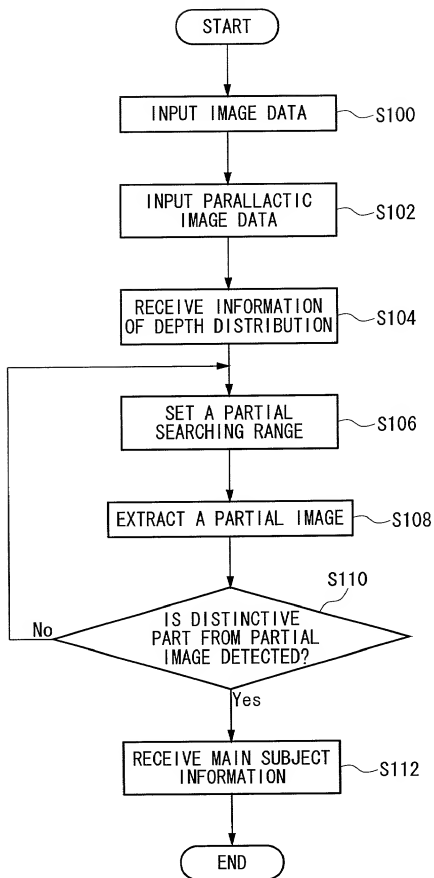 START
INPUT IMAGE DATA
S100
INPUT PARALLACTIC
IMAGE DATA
S102
RECEIVE INFORMATION
OF DEPTH DISTRIBUTION
S104
SET A PARTIAL
SEARCHING RANGE
S106
EXTRACT A PARTIAL IMAGE
S108
S110
IS DISTINCTIVE
PART FROM PARTIAL
IMAGE DETECTED?
No
Yes
RECEIVE MAIN SUBJECT
INFORMATION
S112
END